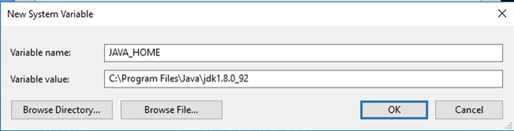 New System Variable
Variable name: JAVA_HOME
Variable value: C:\Program Files\Java\jdk1.8.0_92
Browse Directory... Browse File... OK Cancel